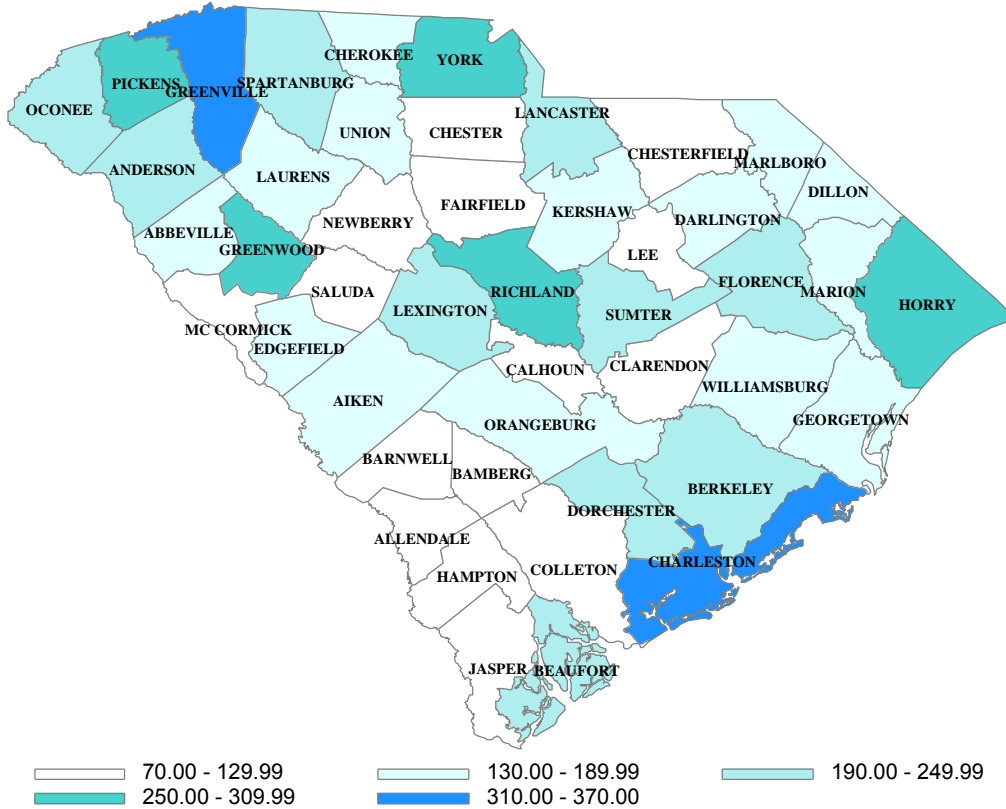 CHEROKEE
YORK
PICKENS
GREENVILLE
SPARTANBURG
OCONEE
UNION
CHESTER
LANCASTER
CHESTERFIELD
MARLBORO
ANDERSON
LAURENS
DILLON
FAIRFIELD
KERSHAW
DARLINGTON
NEWBERRY
ABBEVILLE
GREENWOOD
LEE
FLORENCE
SALUDA
RICHLAND
MARION
HORRY
LEXINGTON
SUMTER
MC CORMICK
EDGEFIELD
CALHOUN
CLARENDON
WILLIAMSBURG
AIKEN
GEORGETOWN
ORANGEBURG
BARNWELL
BAMBERG
BERKELEY
DORCHESTER
ALLENDALE
CHARLESTON
COLLETON
HAMPTON
JASPER
BEAUFORT
70.00 - 129.99
130.00 - 189.99
190.00 - 249.99
250.00 - 309.99
310.00 - 370.00